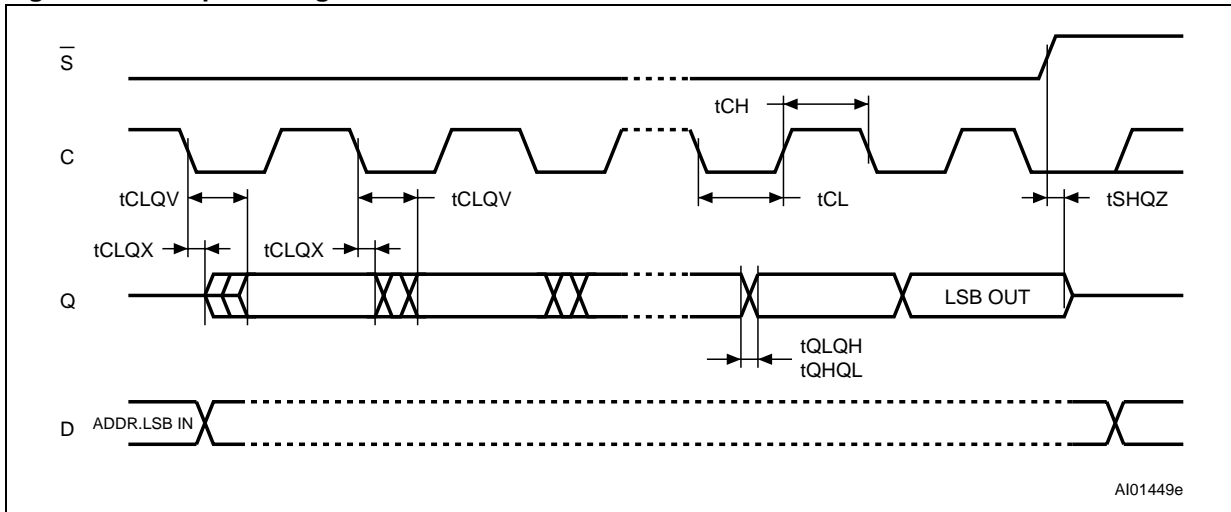 S
tCH
C
tCLQV
tCLQV
tCL
tSHQZ
tCLQX
tCLQX
Q
LSB OUT
tQLQH
tQHQL
D
ADDR.LSB IN
AI01449e